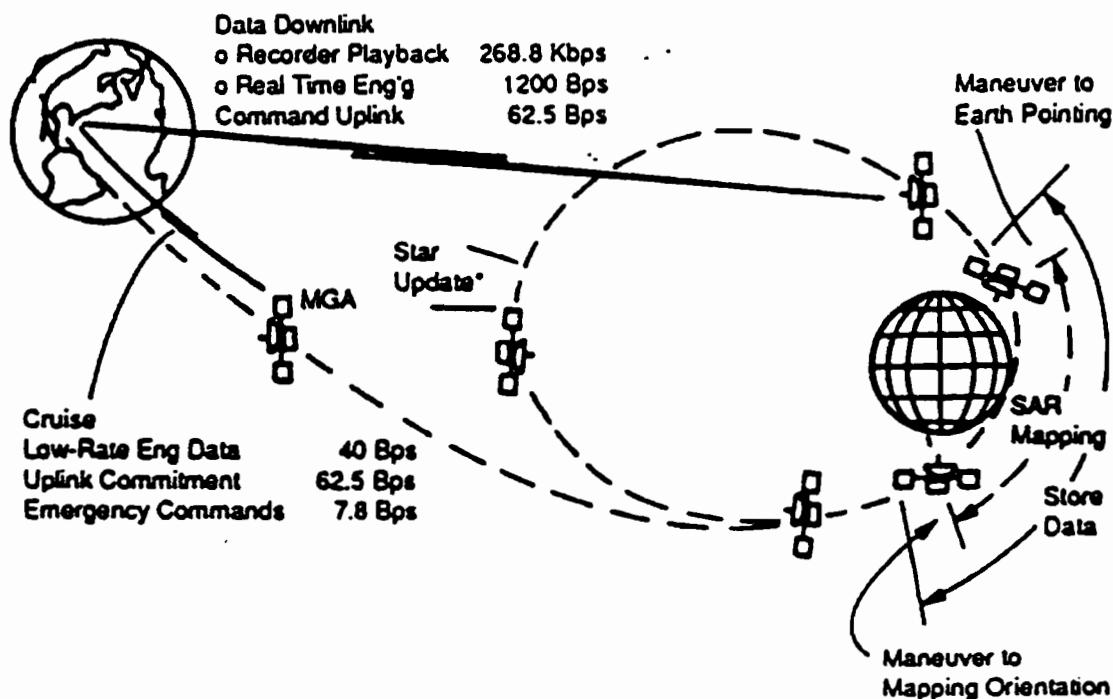 Data Downlink
o Recorder Playback 268.8 Kbps
o Real Time Eng'g 1200 Bps
Command Uplink 62.5 Bps
Maneuver to
Earth Pointing
Star
Update*
MGA
SAR
Mapping
Cruise
Low-Rate Eng Data 40 Bps
Uplink Commitment 62.5 Bps
Emergency Commands 7.8 Bps
Store
Data
Maneuver to
Mapping Orientation